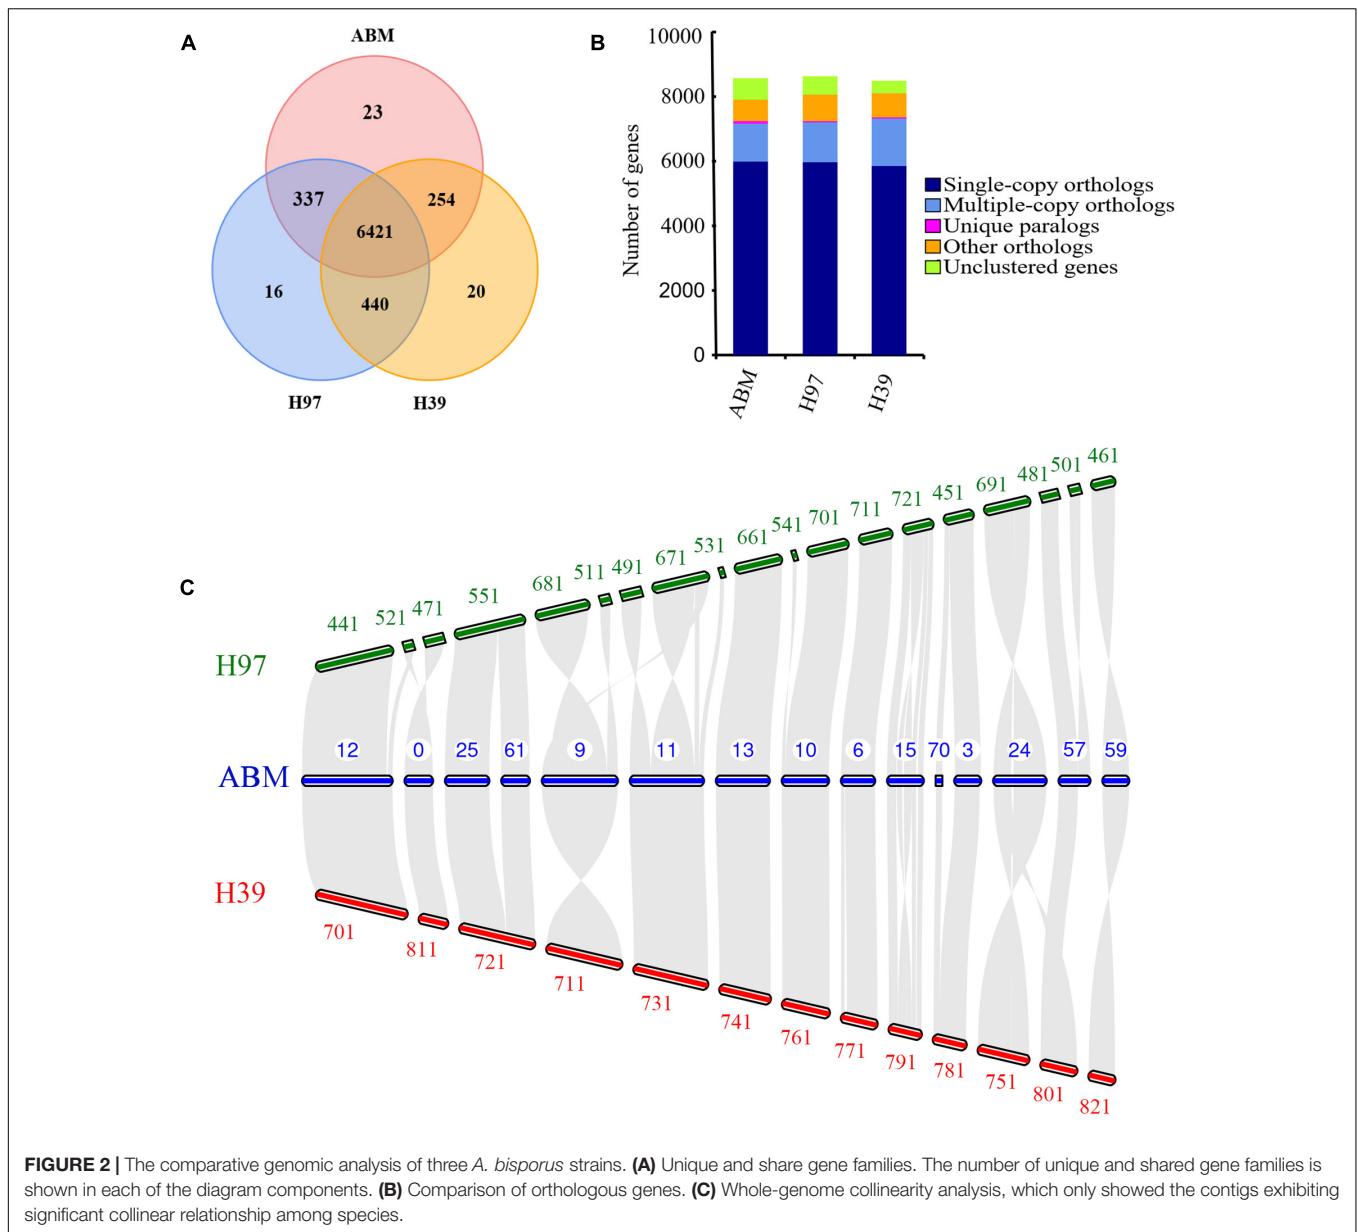 A
ABM
23
337
254
6421
16
440
20
H97
H39
B
Number of genes
10000
8000
6000
4000
2000
0
ABM
H97
H39
Single-copy orthologs
Multiple-copy orthologs
Unique paralogs
Other orthologs
Unclustered genes
C
H97
441 521 471 551 681 511 491 671 531 661 541 701 711 721 451 691 481 501 461
ABM
12 0 25 61 9 11 13 10 6 15 70 3 24 57 59
H39
701 811 721 711 731 741 761 771 791 781 751 801 821
FIGURE 2 | The comparative genomic analysis of three A. bisporus strains. (A) Unique and share gene families. The number of unique and shared gene families is
shown in each of the diagram components. (B) Comparison of orthologous genes. (C) Whole-genome collinearity analysis, which only showed the contigs exhibiting
significant collinear relationship among species.